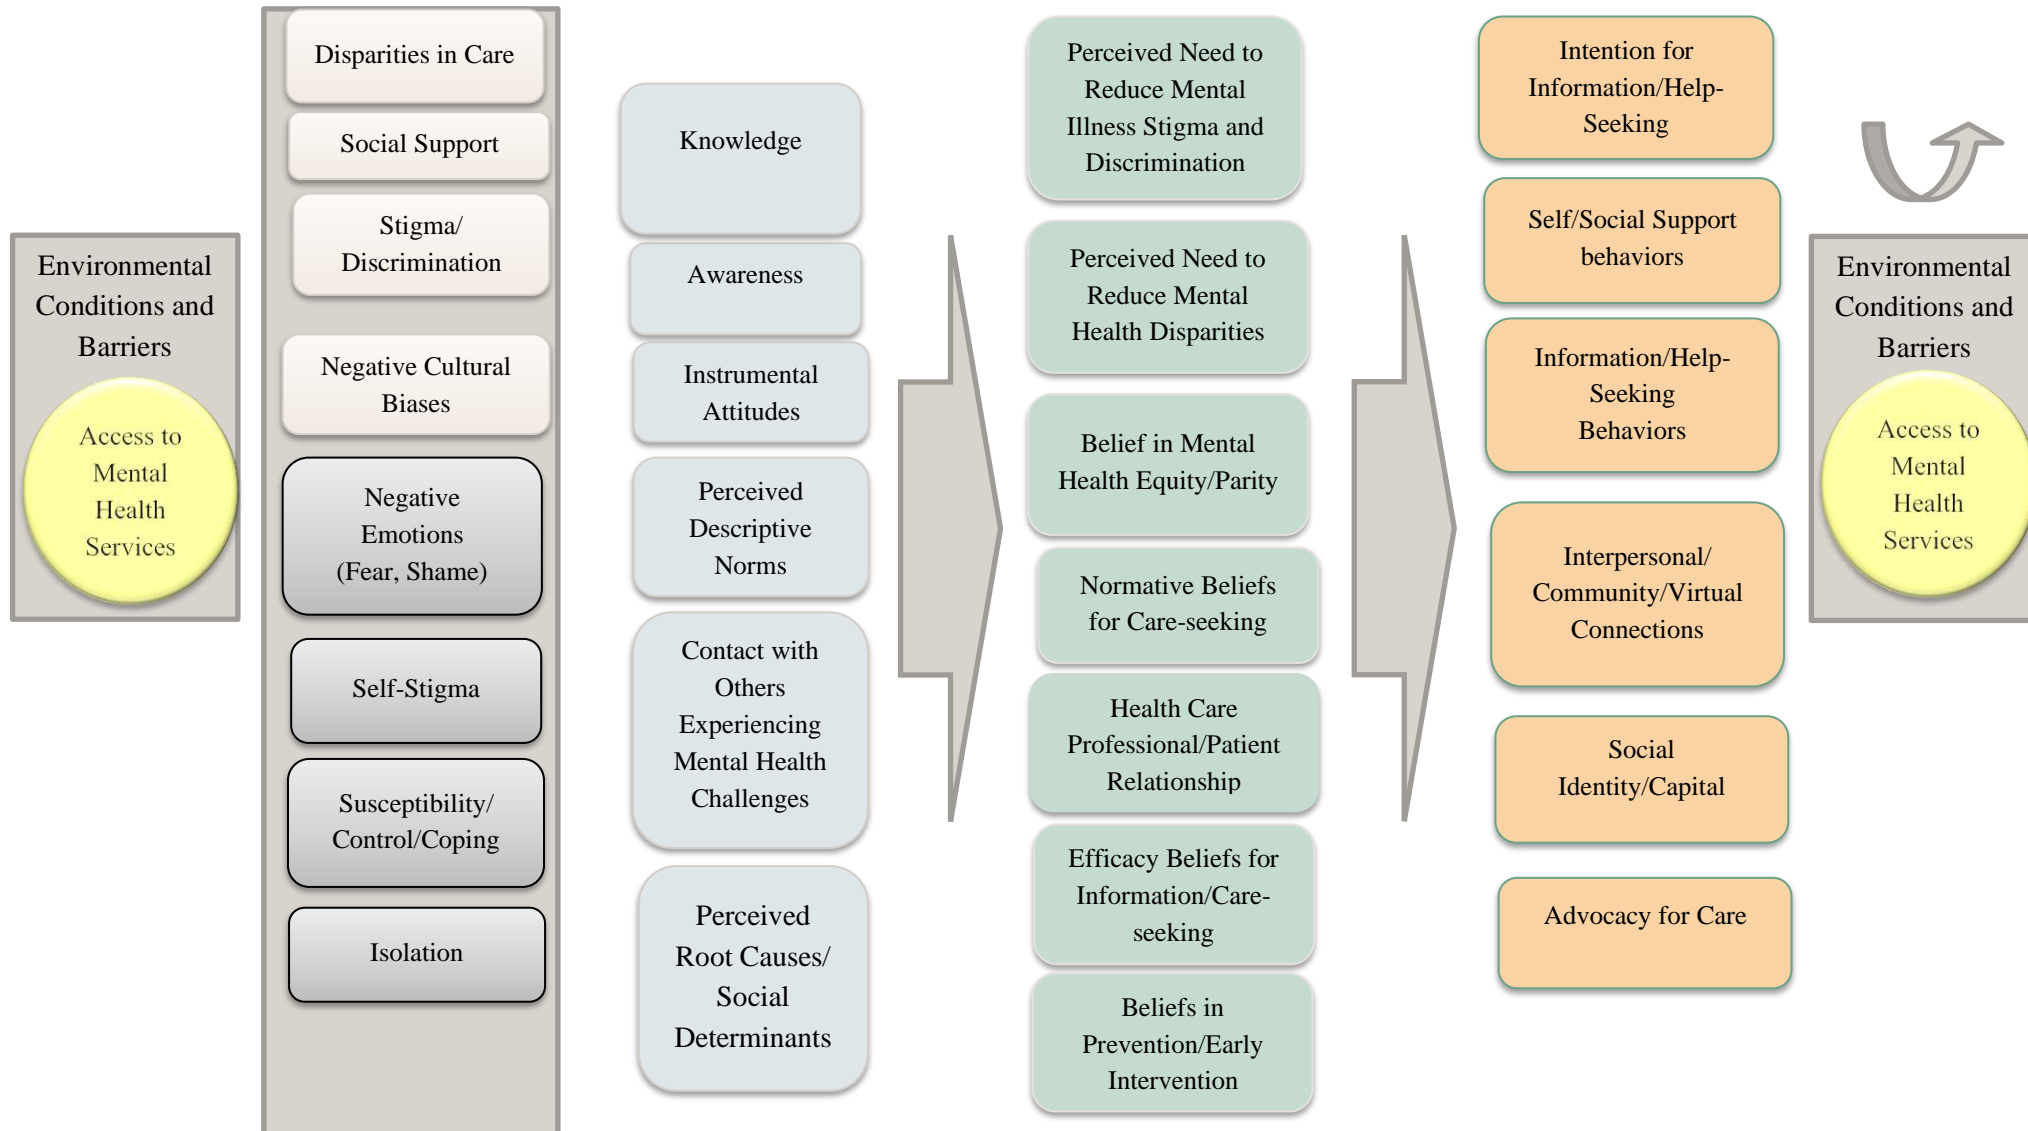 Environmental
Conditions and
Barriers
Access to
Mental
Health
Services
Disparities in Care
Social Support
Stigma/
Discrimination
Negative Cultural
Biases
Negative
Emotions
(Fear, Shame)
Self-Stigma
Susceptibility/
Control/Coping
Isolation
Knowledge
Awareness
Instrumental
Attitudes
Perceived
Descriptive
Norms
Contact with
Others
Experiencing
Mental Health
Challenges
Perceived
Root Causes/
Social
Determinants
Perceived Need to
Reduce Mental
Illness Stigma and
Discrimination
Perceived Need to
Reduce Mental
Health Disparities
Belief in Mental
Health Equity/Parity
Normative Beliefs
for Care-seeking
Health Care
Professional/Patient
Relationship
Efficacy Beliefs for
Information/Care-
seeking
Beliefs in
Prevention/Early
Intervention
Intention for
Information/Help-
Seeking
Self/Social Support
behaviors
Information/Help-
Seeking
Behaviors
Interpersonal/
Community/Virtual
Connections
Social
Identity/Capital
Advocacy for Care
Environmental
Conditions and
Barriers
Access to
Mental
Health
Services